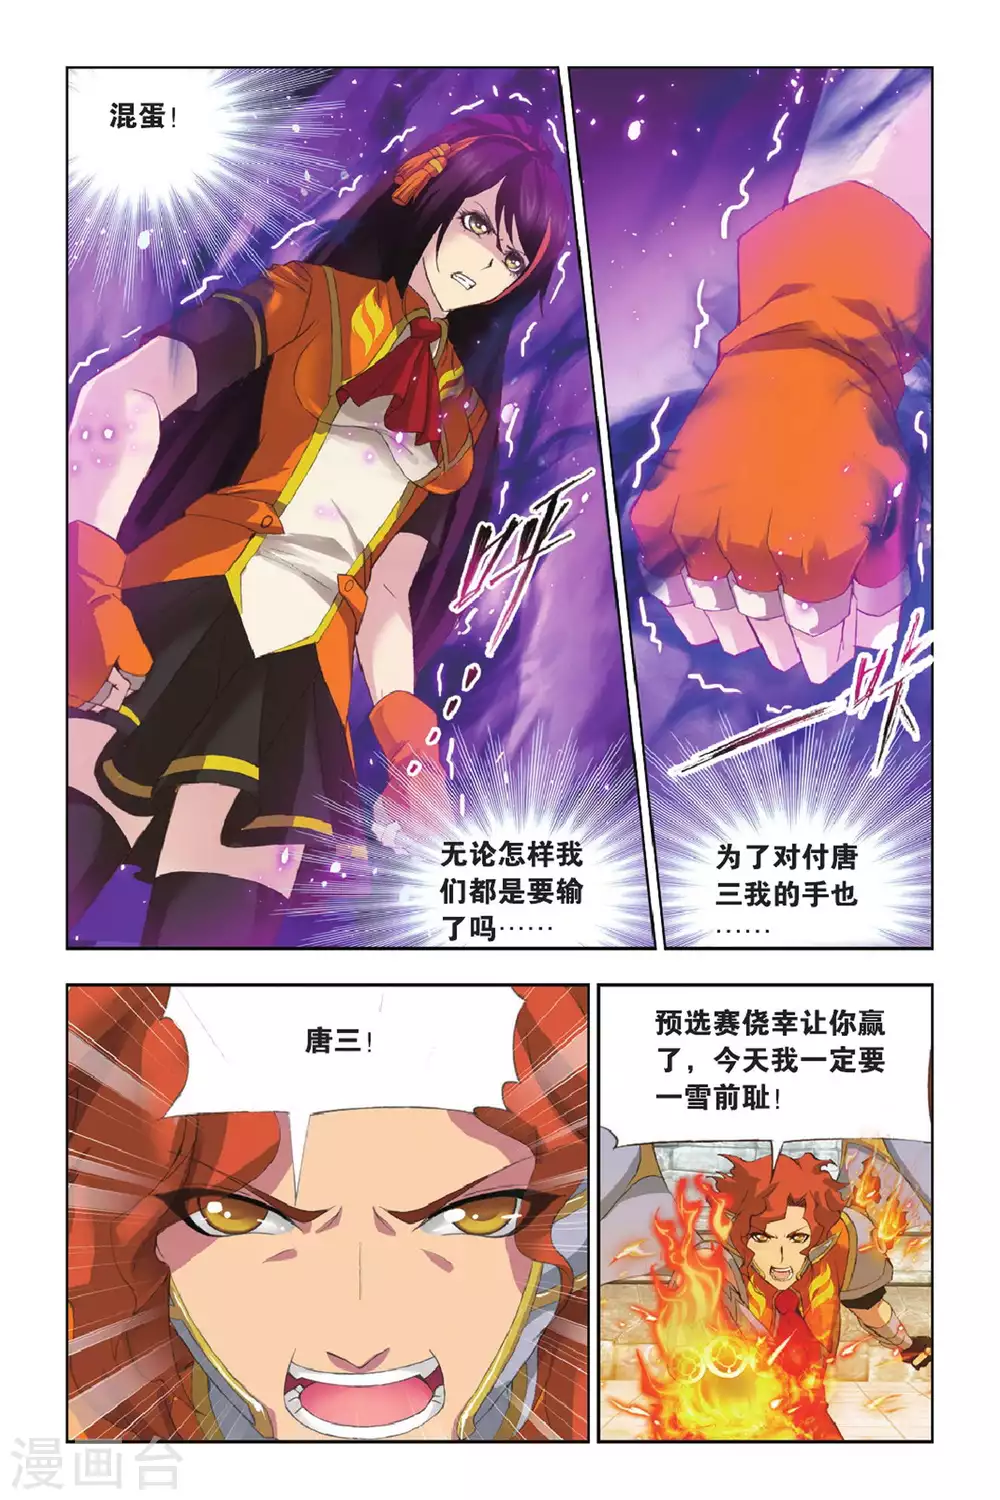 混蛋！
呯
无论怎样我
们都是要输
了吗……
咔
为了对付唐
三我的手也
……
唐三！
预选赛侥幸让你赢
了，今天我一定要
一雪前耻！
漫画台